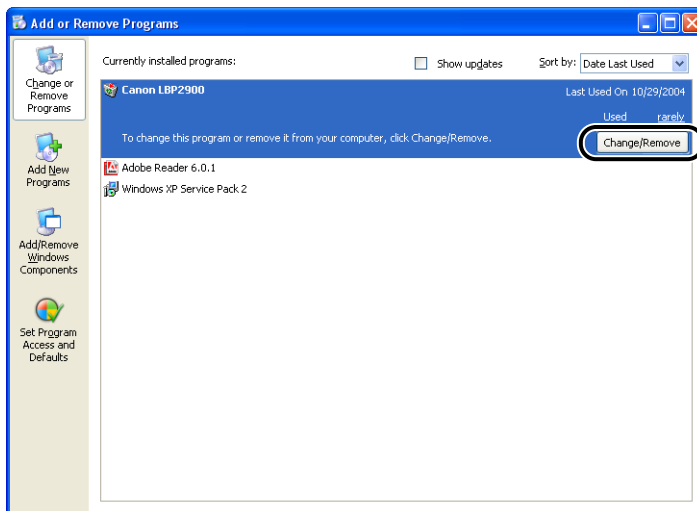 Add or Remove Programs
Change or
Remove
Programs
Add New
Programs
Add/Remove
Windows
Components
Set Program
Access and
Defaults
Currently installed programs:
Show updates
Sort by:
Date Last Used
Canon LBP2900
Last Used On 10/29/2004
Used rarely
To change this program or remove it from your computer, click Change/Remove.
Change/Remove
Adobe Reader 6.0.1
Windows XP Service Pack 2